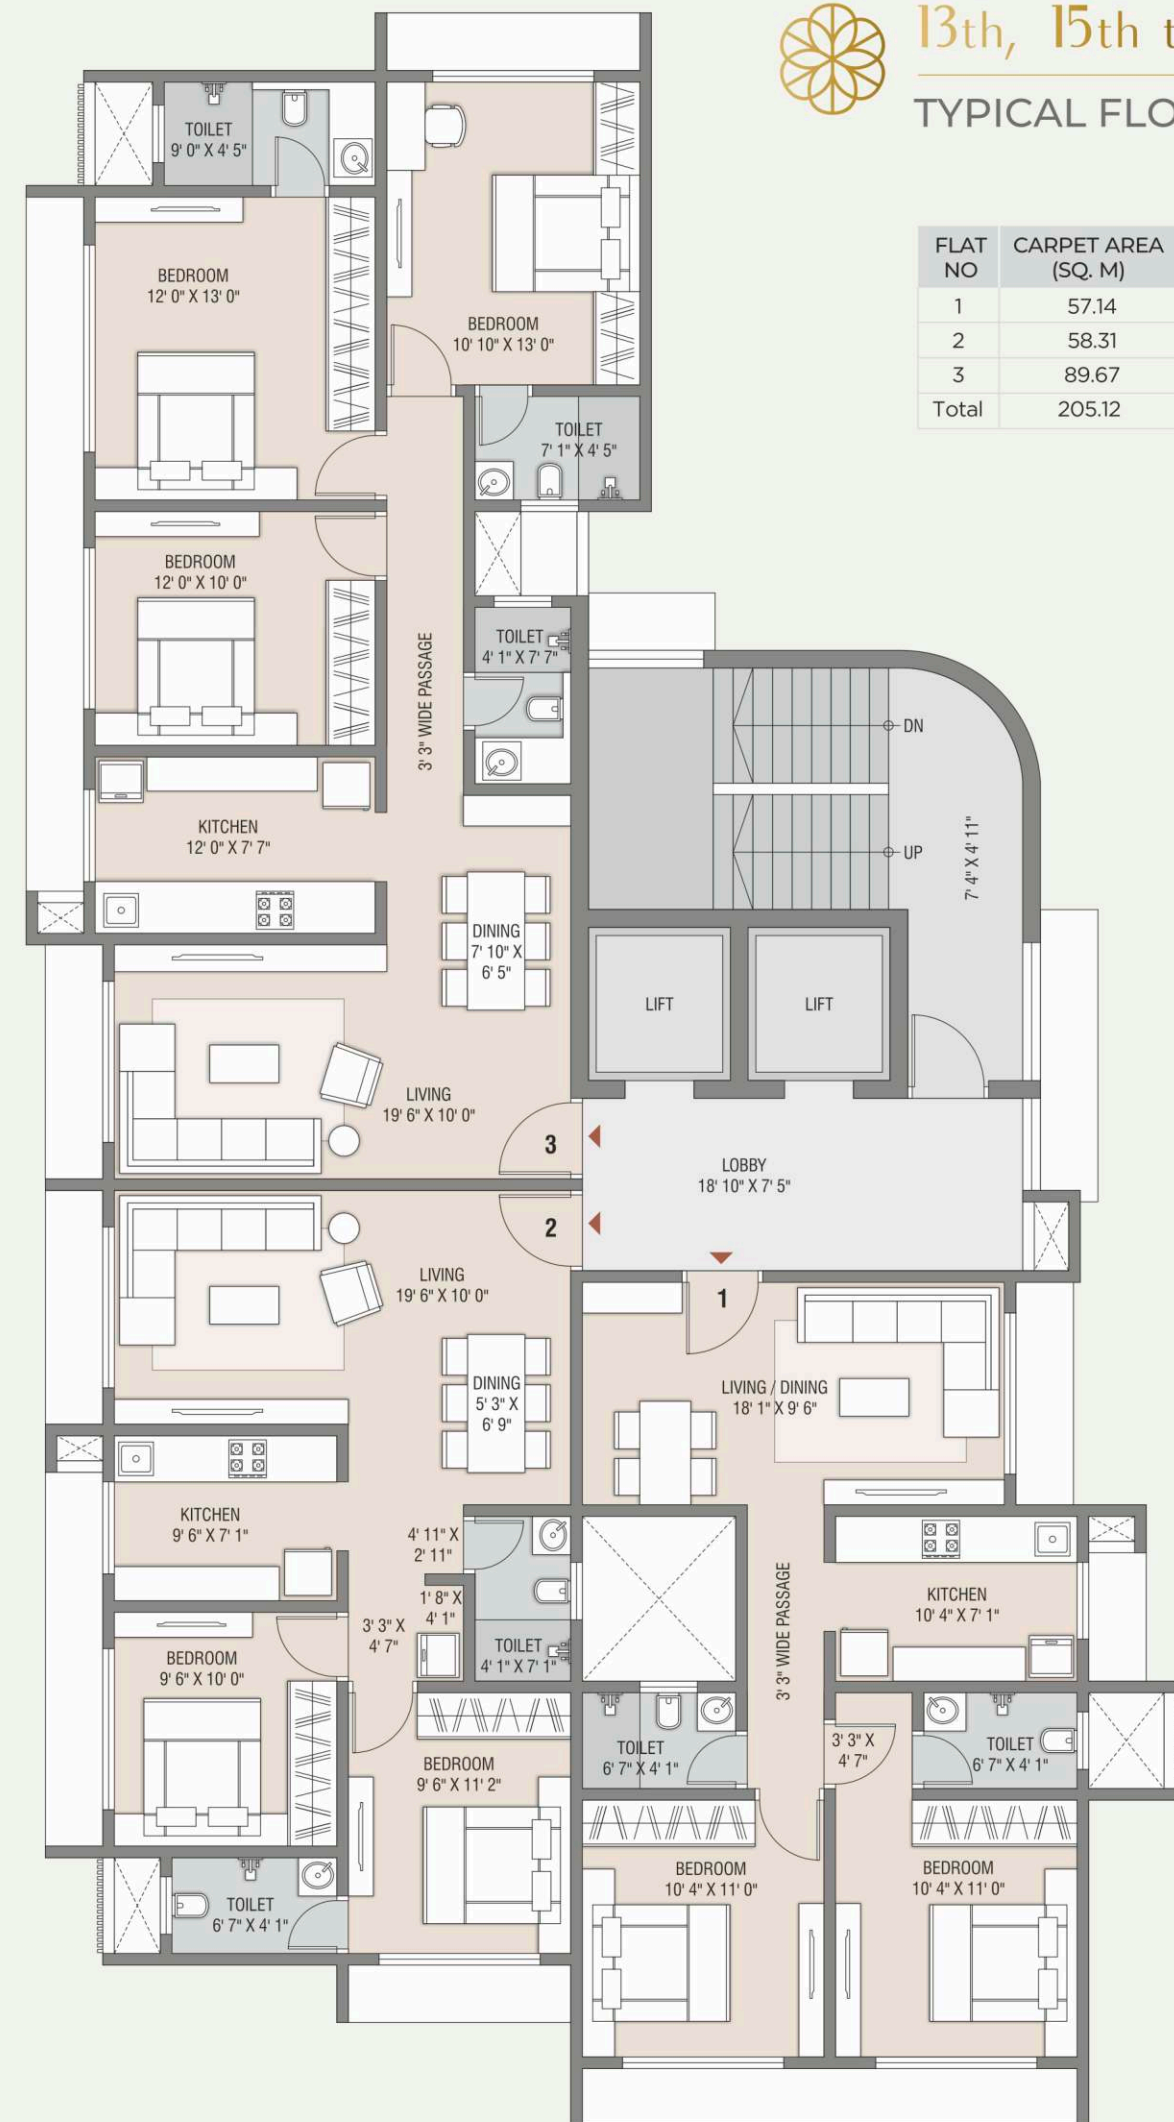 13th, 15th t
TYPICAL FLO
FLAT NO
CARPET AREA (SQ. M)
1 57.14
2 58.31
3 89.67
Total 205.12
TOILET
9' 0" X 4' 5"
BEDROOM
12' 0" X 13' 0"
BEDROOM
10' 10" X 13' 0"
TOILET
7' 1" X 4' 5"
BEDROOM
12' 0" X 10' 0"
3' 3" WIDE PASSAGE
TOILET
4' 1" X 7' 7"
DN
UP
7' 4" X 4' 11"
KITCHEN
12' 0" X 7' 7"
DINING
7' 10" X
6' 5"
LIFT
LIFT
LIVING
19' 6" X 10' 0"
3
LOBBY
18' 10" X 7' 5"
2
LIVING
19' 6" X 10' 0"
1
DINING
5' 3" X
6' 9"
LIVING / DINING
18' 1" X 9' 6"
KITCHEN
9' 6" X 7' 1"
4' 11" X
2' 11"
1' 8" X
4' 1"
3' 3" X
4' 7"
TOILET
4' 1" X 7' 1"
3' 3" WIDE PASSAGE
KITCHEN
10' 4" X 7' 1"
BEDROOM
9' 6" X 10' 0"
BEDROOM
9' 6" X 11' 2"
TOILET
6' 7" X 4' 1"
3' 3" X
4' 7"
TOILET
6' 7" X 4' 1"
TOILET
6' 7" X 4' 1"
BEDROOM
10' 4" X 11' 0"
BEDROOM
10' 4" X 11' 0"